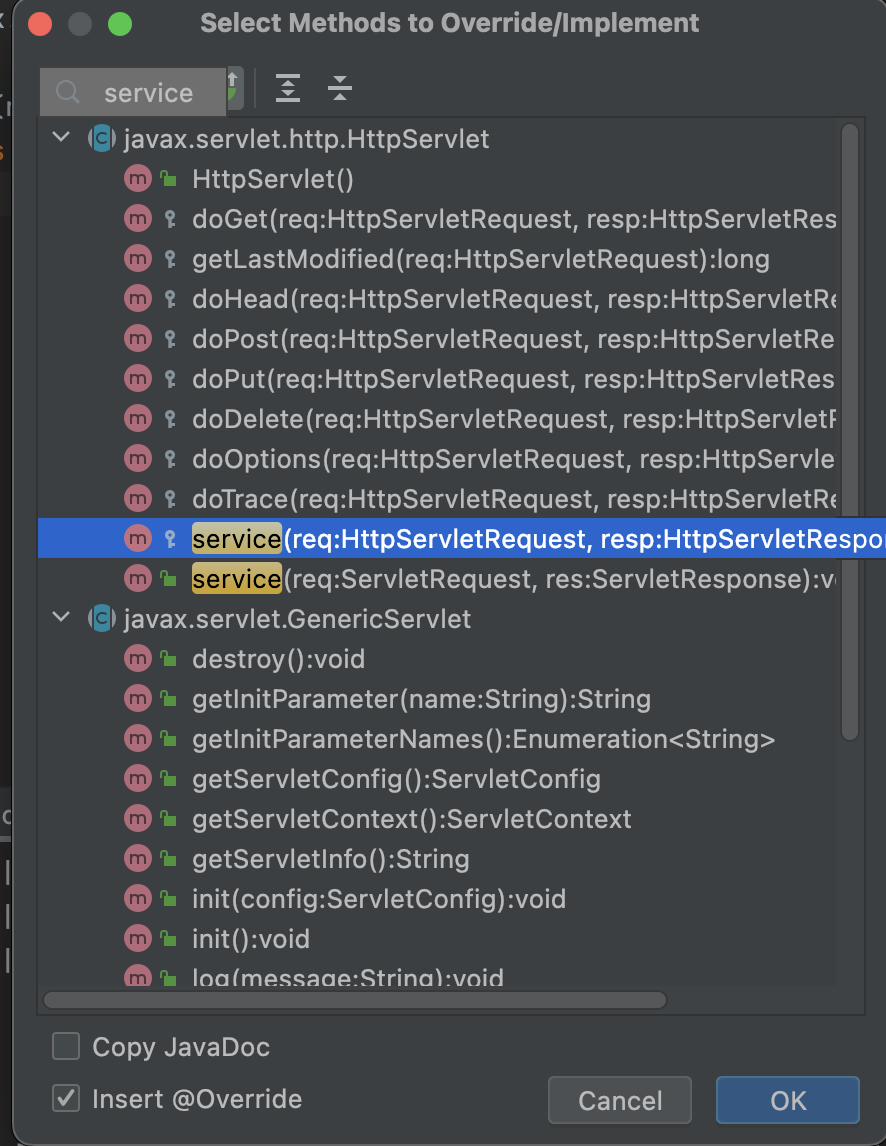 Select Methods to Override/Implement
service
javax.servlet.http.HttpServlet
HttpServlet()
doGet(req:HttpServletRequest, resp:HttpServletRes
getLastModified(req:HttpServletRequest):long
doHead(req:HttpServletRequest, resp:HttpServletRe
doPost(req:HttpServletRequest, resp:HttpServletRe
doPut(req:HttpServletRequest, resp:HttpServletRes
doDelete(req:HttpServletRequest, resp:HttpServletR
doOptions(req:HttpServletRequest, resp:HttpServle
doTrace(req:HttpServletRequest, resp:HttpServletRe
service(req:HttpServletRequest, resp:HttpServletRespo
service(req:ServletRequest, res:ServletResponse):v
javax.servlet.GenericServlet
destroy():void
getInitParameter(name:String):String
getInitParameterNames():Enumeration<String>
getServletConfig():ServletConfig
getServletContext():ServletContext
getServletInfo():String
init(config:ServletConfig):void
init():void
log(message:String):void
Copy JavaDoc
Insert @Override
Cancel
OK